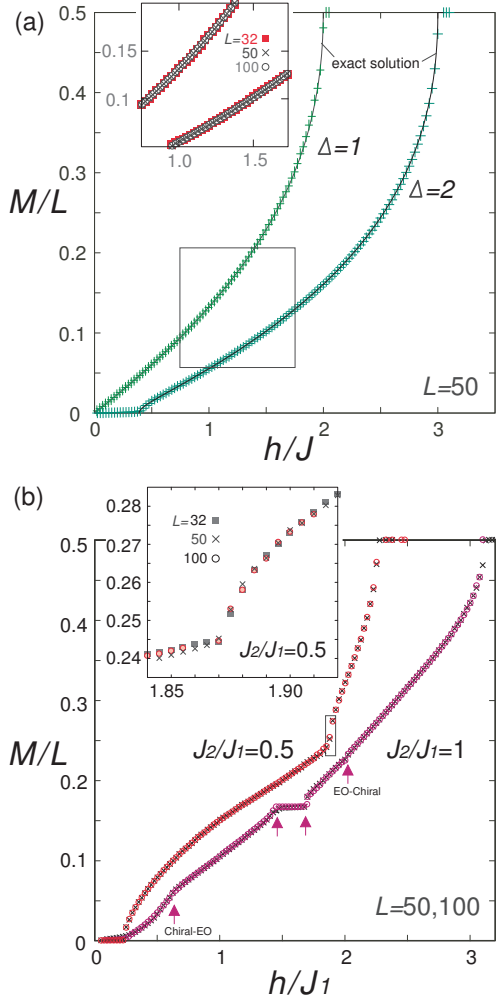 (a)
0.5
0.4
0.3
0.2
0.1
0
M/L
L=32
50
100
0.15
0.1
1.0
1.5
exact solution
Δ=1
Δ=2
L=50
0
1
2
3
h/J
(b)
0.28
0.27
0.26
0.25
0.24
L=32
50
100
J2/J1=0.5
1.85
1.90
0.5
0.4
0.3
0.2
0.1
0
M/L
J2/J1=0.5
J2/J1=1
EO-Chiral
Chiral-EO
L=50,100
0
1
2
3
h/J1